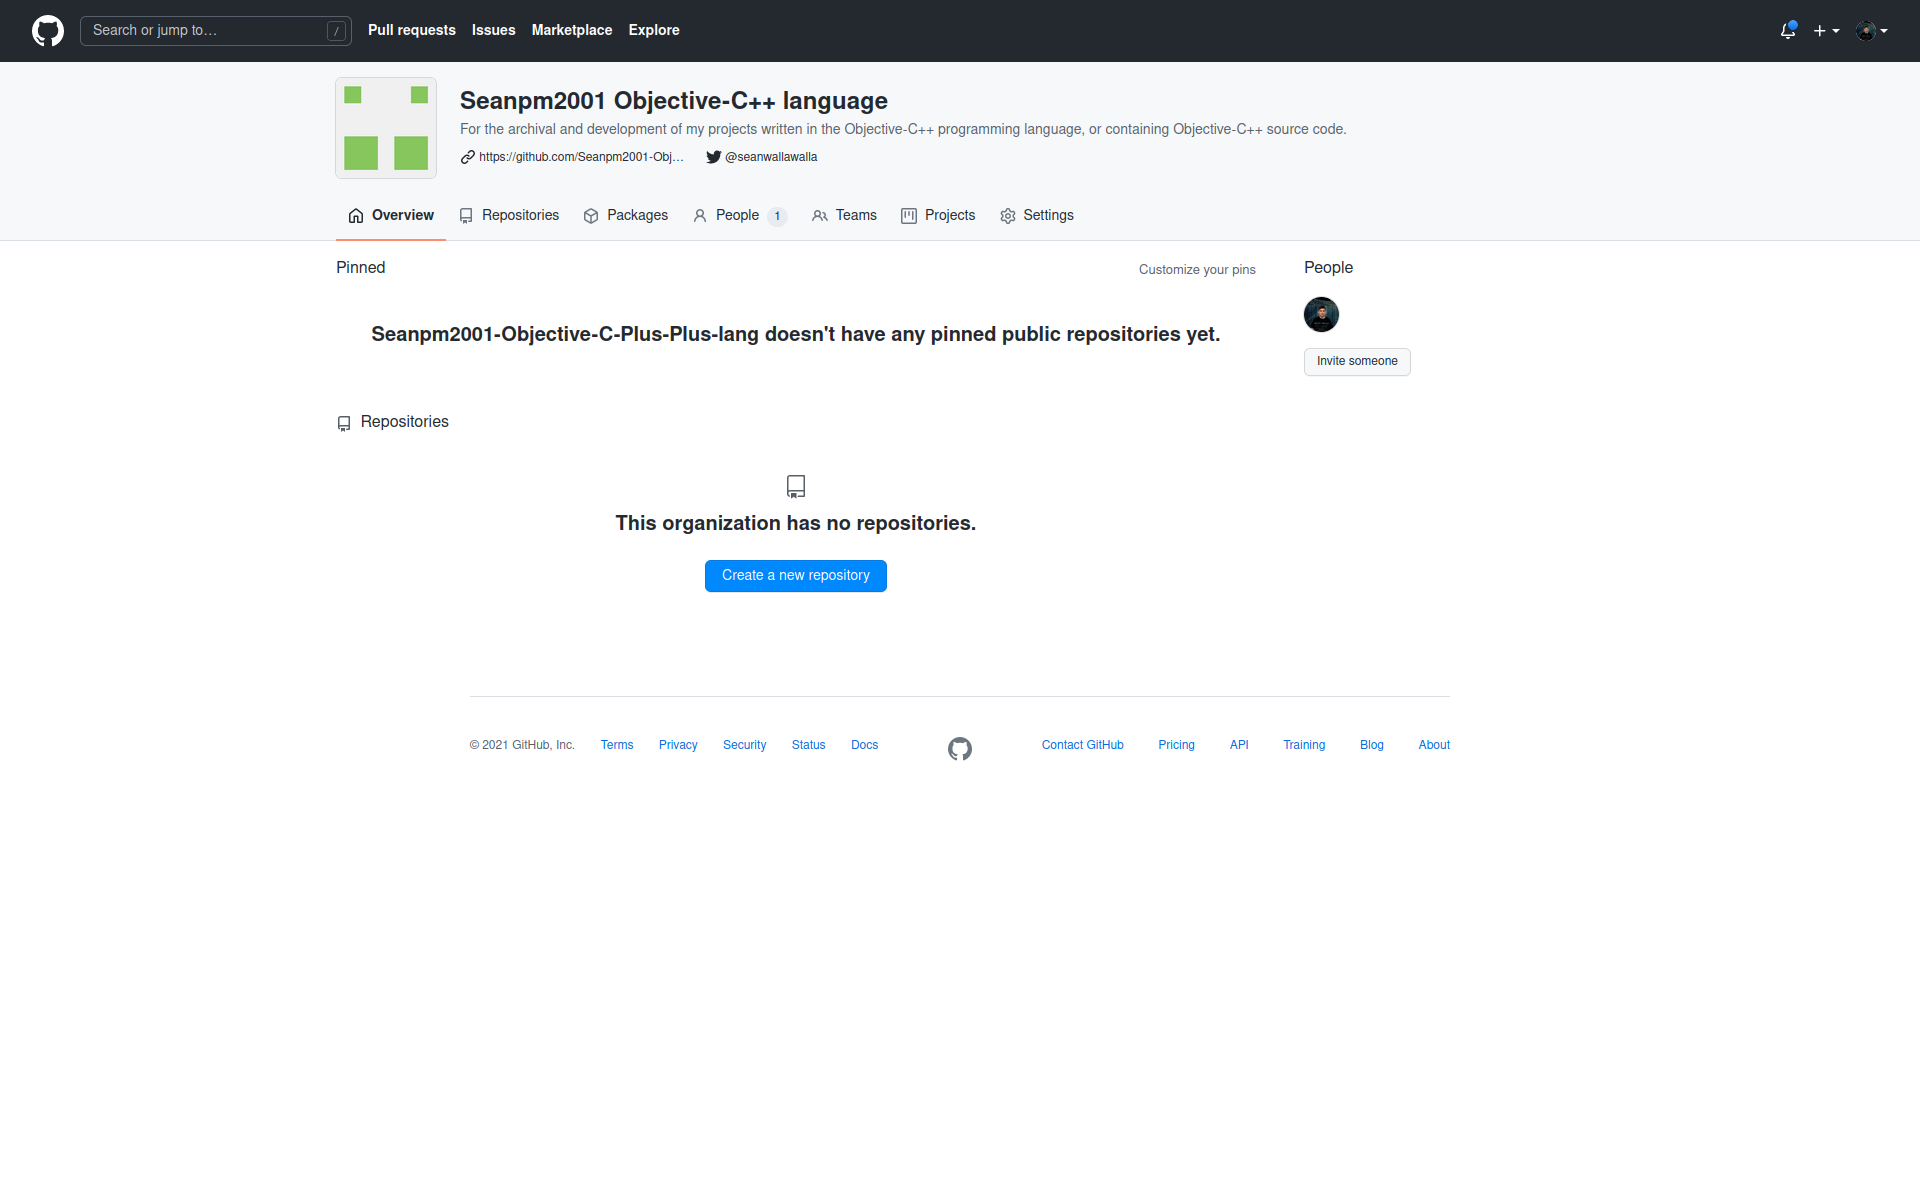 Search or jump to…
/
Pull requests
Issues
Marketplace
Explore
Seanpm2001 Objective-C++ language
For the archival and development of my projects written in the Objective-C++ programming language, or containing Objective-C++ source code.
https://github.com/Seanpm2001-Obj…
@seanwallawalla
Overview
Repositories
Packages
People 1
Teams
Projects
Settings
Pinned
Customize your pins
Seanpm2001-Objective-C-Plus-Plus-lang doesn't have any pinned public repositories yet.
People
Invite someone
Repositories
This organization has no repositories.
Create a new repository
© 2021 GitHub, Inc.
Terms
Privacy
Security
Status
Docs
Contact GitHub
Pricing
API
Training
Blog
About